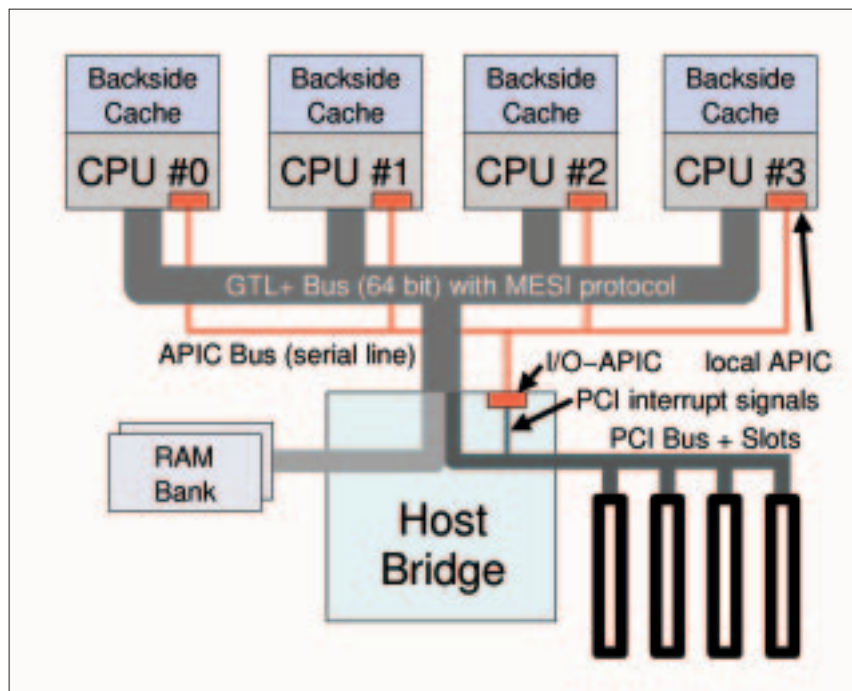 Backside
Cache
CPU #0
Backside
Cache
CPU #1
Backside
Cache
CPU #2
Backside
Cache
CPU #3
GTL+ Bus (64 bit) with MESI protocol
APIC Bus (serial line)
I/O-APIC
local APIC
PCI interrupt signals
PCI Bus + Slots
RAM
Bank
Host
Bridge